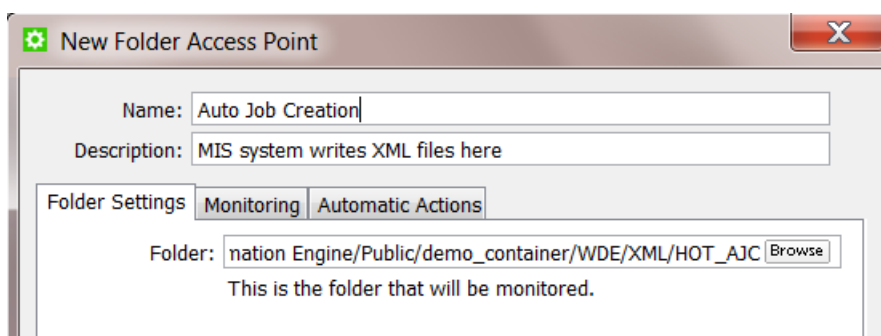 New Folder Access Point
Name: Auto Job Creation
Description: MIS system writes XML files here
Folder Settings Monitoring Automatic Actions
Folder: nation Engine/Public/demo_container/WDE/XML/HOT_AJC Browse
This is the folder that will be monitored.